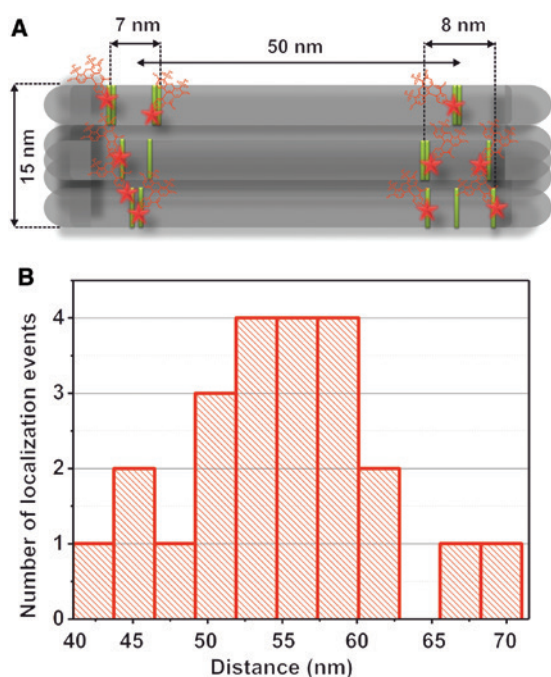 A
7 nm
8 nm
50 nm
15 nm
B
4
3
2
1
0
Number of localization events
40 45 50 55 60 65 70
Distance (nm)